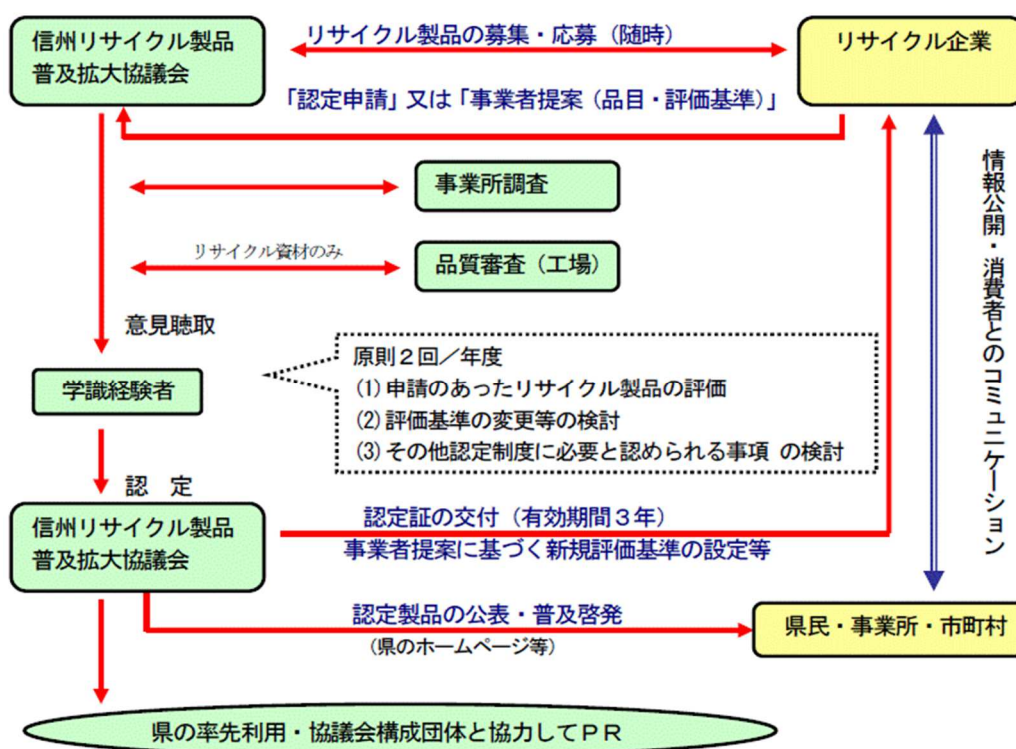 信州リサイクル製品
普及拡大協議会
リサイクル製品の募集・応募（随時）
リサイクル企業
「認定申請」又は「事業者提案（品目・評価基準）」
事業所調査
リサイクル資材のみ
品質審査（工場）
情報公開・消費者とのコミュニケーション
意見聴取
学識経験者
原則２回／年度
(1) 申請のあったリサイクル製品の評価
(2) 評価基準の変更等の検討
(3) その他認定制度に必要と認められる事項 の検討
認　定
信州リサイクル製品
普及拡大協議会
認定証の交付（有効期間３年）
事業者提案に基づく新規評価基準の設定等
認定製品の公表・普及啓発
（県のホームページ等）
県民・事業所・市町村
県の率先利用・協議会構成団体と協力してＰＲ